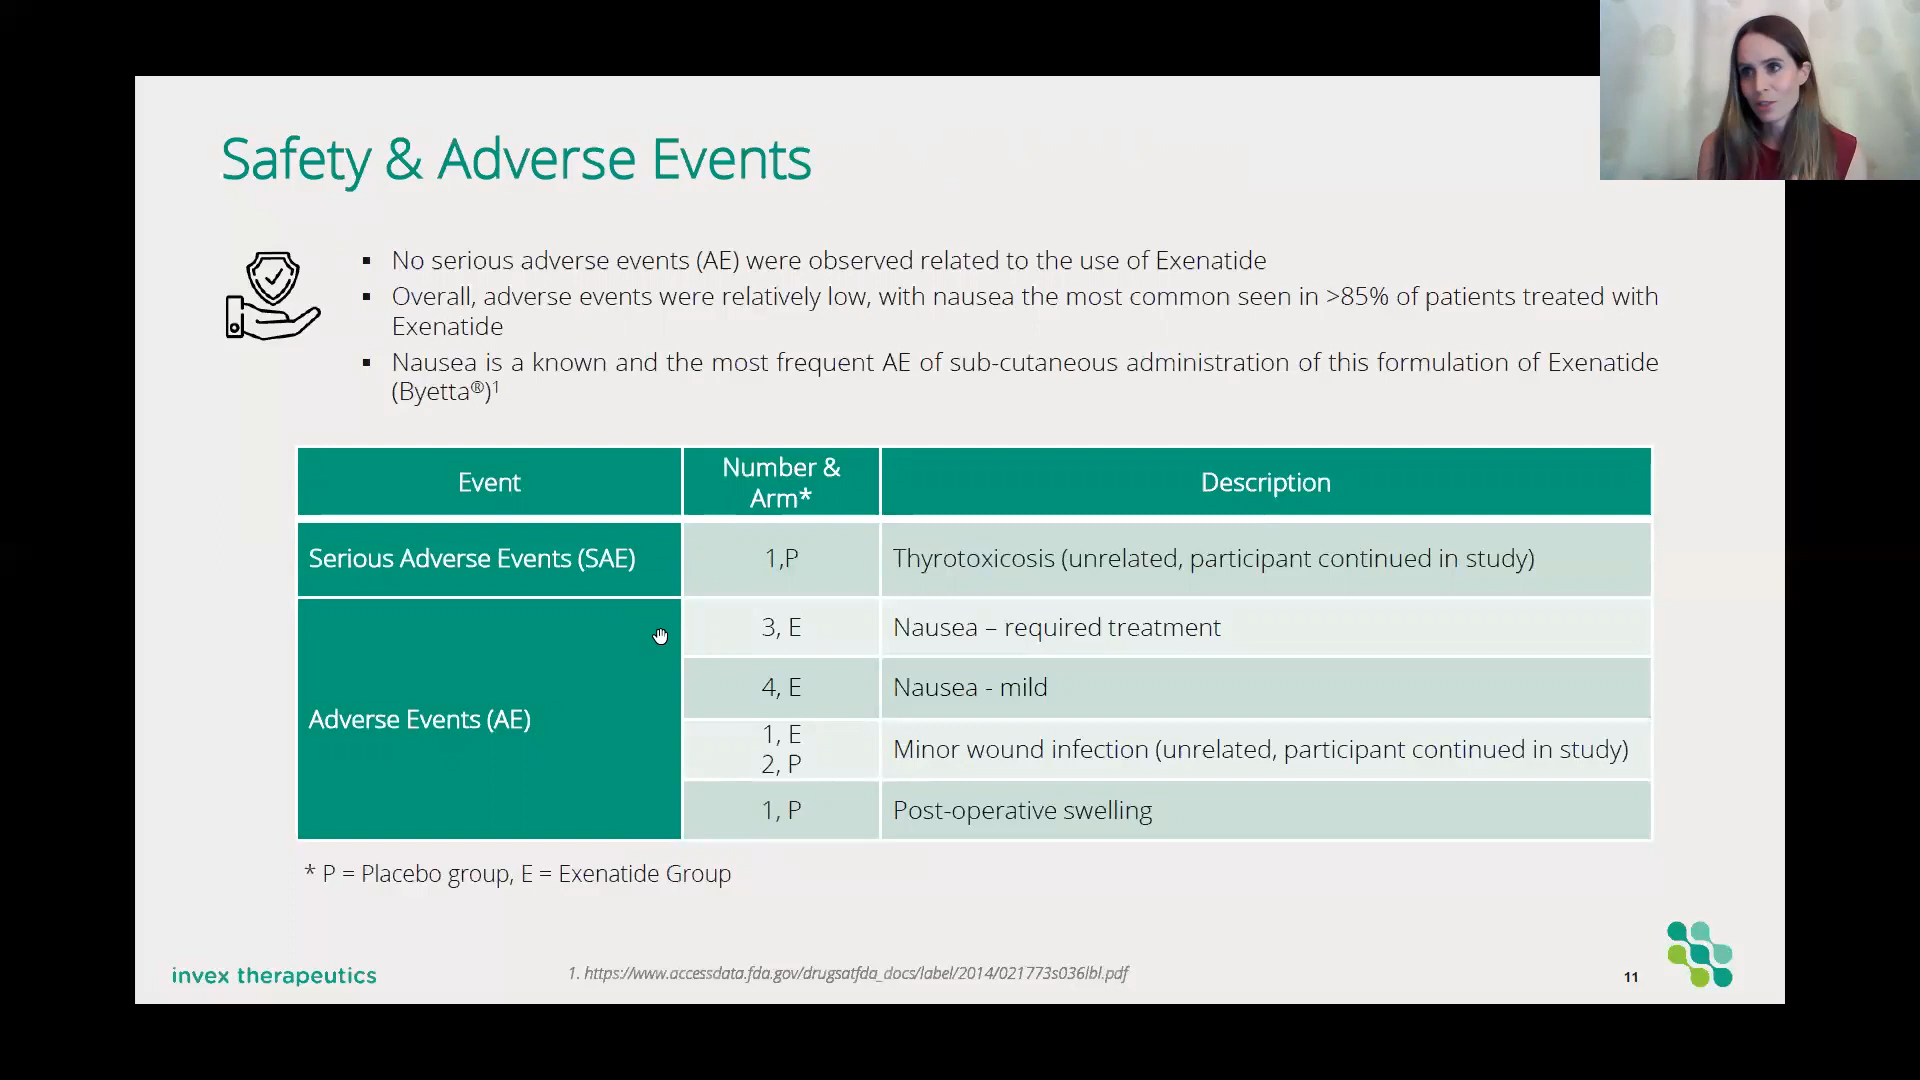 Safety & Adverse Events
▪ No serious adverse events (AE) were observed related to the use of Exenatide
▪ Overall, adverse events were relatively low, with nausea the most common seen in >85% of patients treated with
Exenatide
▪ Nausea is a known and the most frequent AE of sub-cutaneous administration of this formulation of Exenatide
(Byetta®)¹
Event
Number &
Arm*
Description
Serious Adverse Events (SAE)
1,P
Thyrotoxicosis (unrelated, participant continued in study)
Adverse Events (AE)
3, E
Nausea – required treatment
4, E
Nausea - mild
1, E
2, P
Minor wound infection (unrelated, participant continued in study)
1, P
Post-operative swelling
* P = Placebo group, E = Exenatide Group
invex therapeutics
1. https://www.accessdata.fda.gov/drugsatfda_docs/label/2014/021773s036lbl.pdf
11